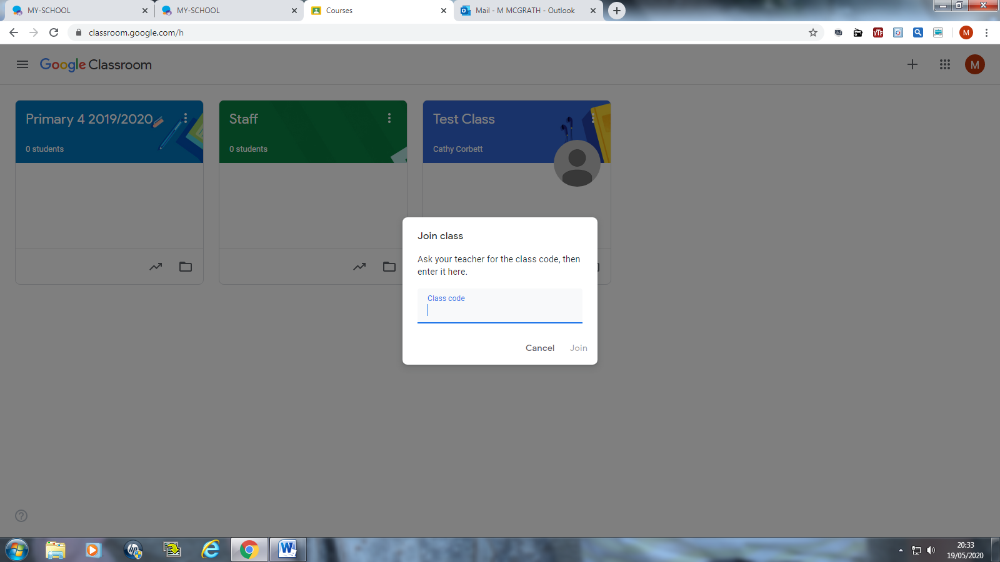 MY-SCHOOL
MY-SCHOOL
Courses
Mail - M MCGRATH - Outlook
classroom.google.com/h
YTF
M
Google Classroom
M
Primary 4 2019/2020
0 students
Staff
0 students
Test Class
Cathy Corbett
Join class
Ask your teacher for the class code, then
enter it here.
Class code
Cancel
Join
20:33
19/05/2020